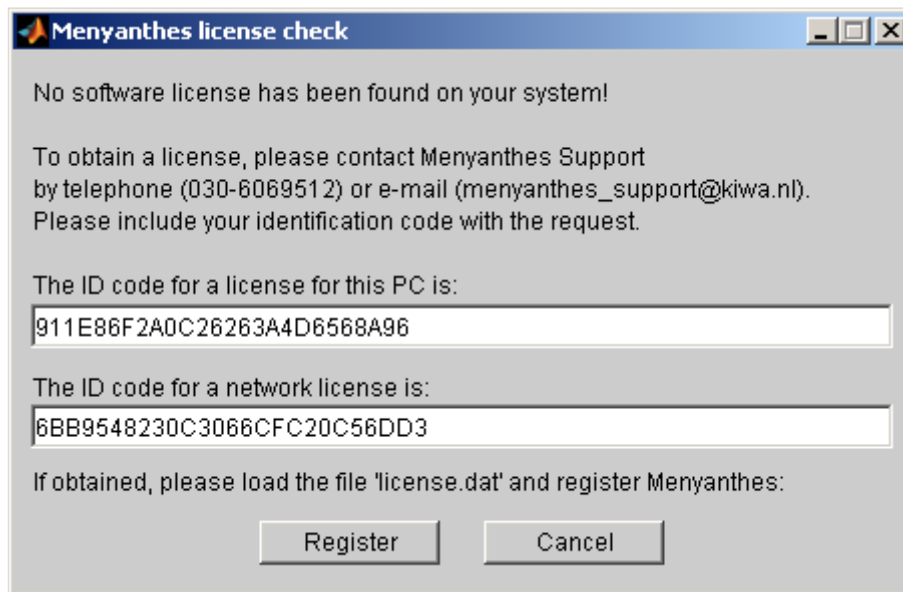 Menyanthes license check
No software license has been found on your system!
To obtain a license, please contact Menyanthes Support
by telephone (030-6069512) or e-mail (menyanthes_support@kiwa.nl).
Please include your identification code with the request.
The ID code for a license for this PC is:
911E86F2A0C26263A4D6568A96
The ID code for a network license is:
6BB9548230C3066CFC20C56DD3
If obtained, please load the file 'license.dat' and register Menyanthes:
Register Cancel